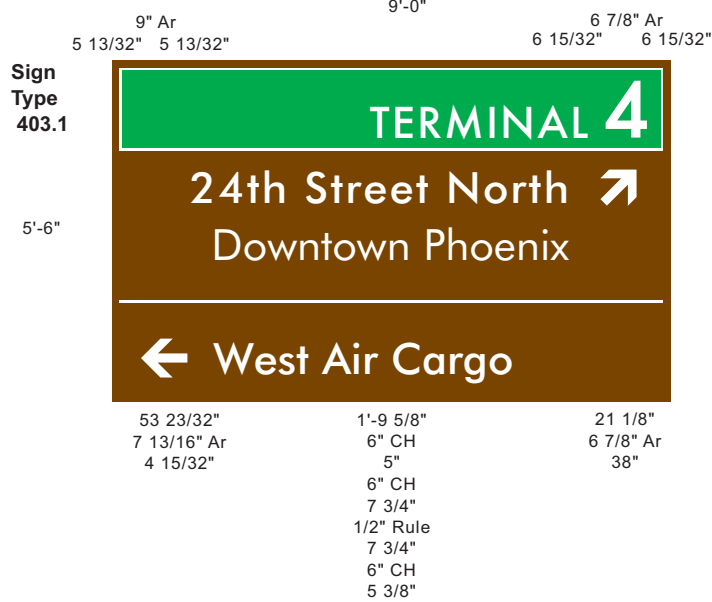 9'-0"
9" Ar
6 7/8" Ar
5 13/32" 5 13/32"
6 15/32" 6 15/32"
Sign
Type
403.1
TERMINAL 4
24th Street North
5'-6"
Downtown Phoenix
West Air Cargo
53 23/32" 1'-9 5/8" 21 1/8"
7 13/16" Ar 6" CH 6 7/8" Ar
4 15/32" 5" 38"
6" CH
7 3/4"
1/2" Rule
7 3/4"
6" CH
5 3/8"